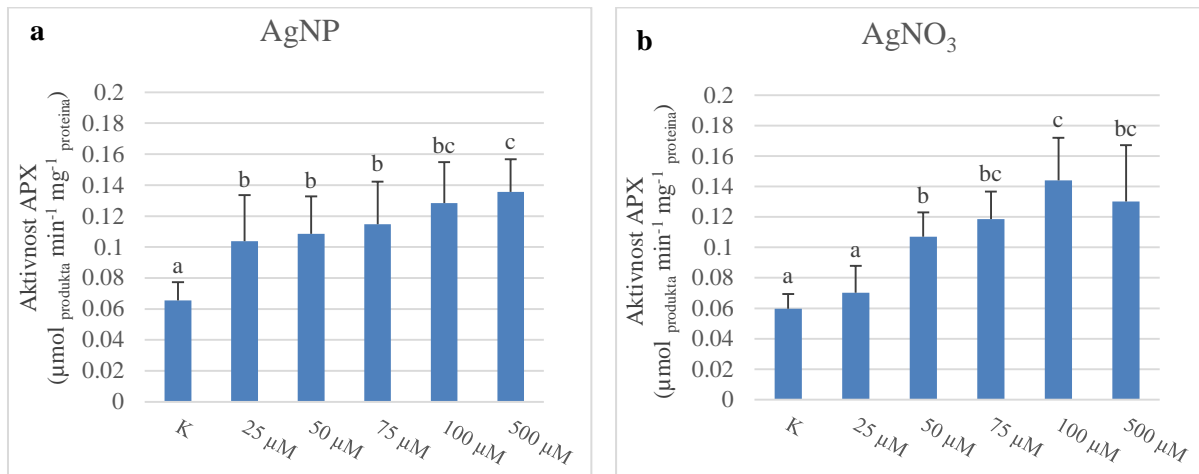 a
AgNP
Aktivnost APX
(µmol produkta min-1 mg-1 proteina)
0.2
0.18
0.16
0.14
0.12
0.1
0.08
0.06
0.04
0.02
0
a
b
b
b
bc
c
K
25 µM
50 µM
75 µM
100 µM
500 µM
b
AgNO3
Aktivnost APX
(µmol produkta min-1 mg-1 proteina)
0.2
0.18
0.16
0.14
0.12
0.1
0.08
0.06
0.04
0.02
0
a
a
b
bc
c
bc
K
25 µM
50 µM
75 µM
100 µM
500 µM